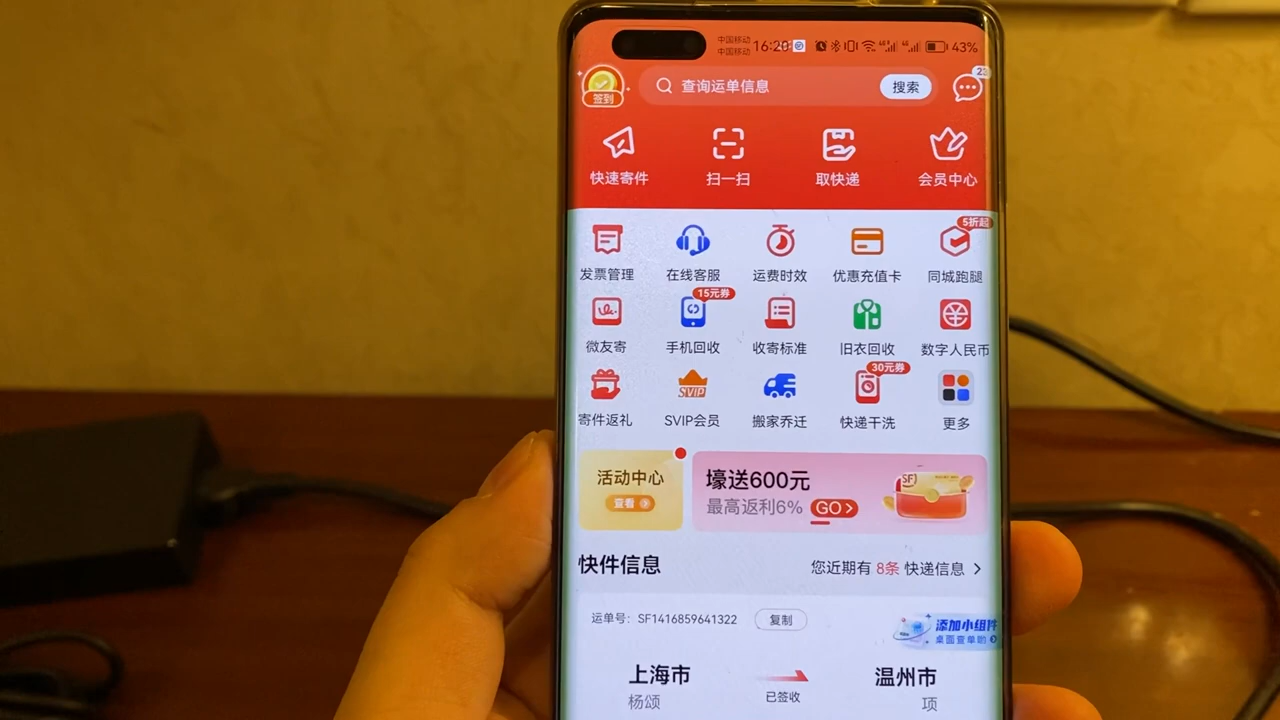 中国移动
中国移动
16:20
43%
签到
查询运单信息
搜索
快速寄件
扫一扫
取快递
会员中心
5折起
发票管理
在线客服
运费时效
优惠充值卡
同城跑腿
15元券
微友寄
手机回收
收寄标准
旧衣回收
数字人民币
30元券
SVIP
寄件返礼
SVIP会员
搬家乔迁
快递干洗
更多
活动中心
查看
壕送600元
最高返利6%
GO
SF
快件信息
您近期有 8条 快递信息
运单号: SF1416859641322
复制
添加小组件
桌面查单哟
上海市
温州市
已签收
杨颂
项